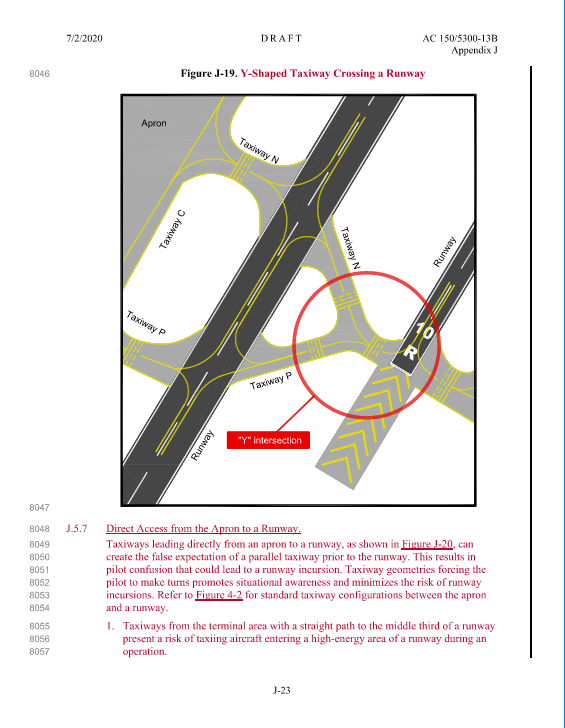 7/2/2020 DRAFT AC 150/5300-13B
Appendix J
8046 Figure J-19. Y-Shaped Taxiway Crossing a Runway
Apron
Taxiway N
Taxiway C
Taxiway N
Runway
Taxiway P
10
R
Taxiway P
"Y" intersection
Runway
8047
8048 J.5.7 Direct Access from the Apron to a Runway.
8049 Taxiways leading directly from an apron to a runway, as shown in Figure J-20, can
8050 create the false expectation of a parallel taxiway prior to the runway. This results in
8051 pilot confusion that could lead to a runway incursion. Taxiway geometries forcing the
8052 pilot to make turns promotes situational awareness and minimizes the risk of runway
8053 incursions. Refer to Figure 4-2 for standard taxiway configurations between the apron
8054 and a runway.
8055 1. Taxiways from the terminal area with a straight path to the middle third of a runway
8056 present a risk of taxiing aircraft entering a high-energy area of a runway during an
8057 operation.
J-23